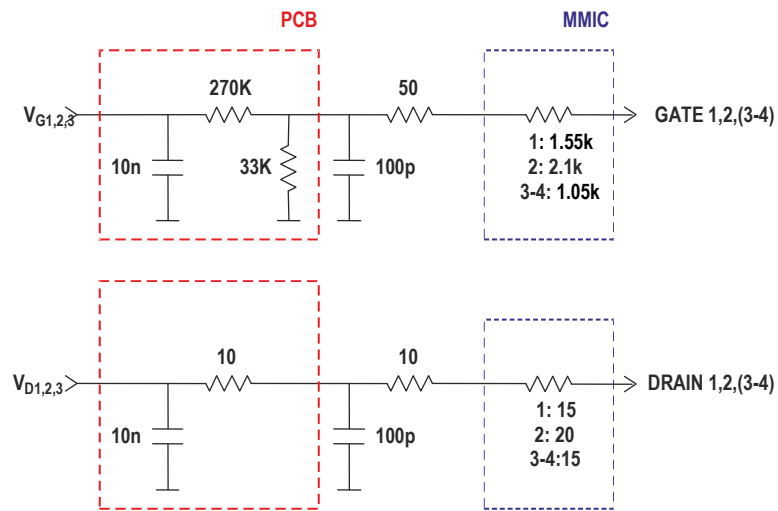 PCB
MMIC
270K
50
V_G1,2,3
GATE 1,2,(3-4)
10n
33K
100p
1: 1.55k
2: 2.1k
3-4: 1.05k
10
10
V_D1,2,3
DRAIN 1,2,(3-4)
10n
100p
1: 15
2: 20
3-4:15